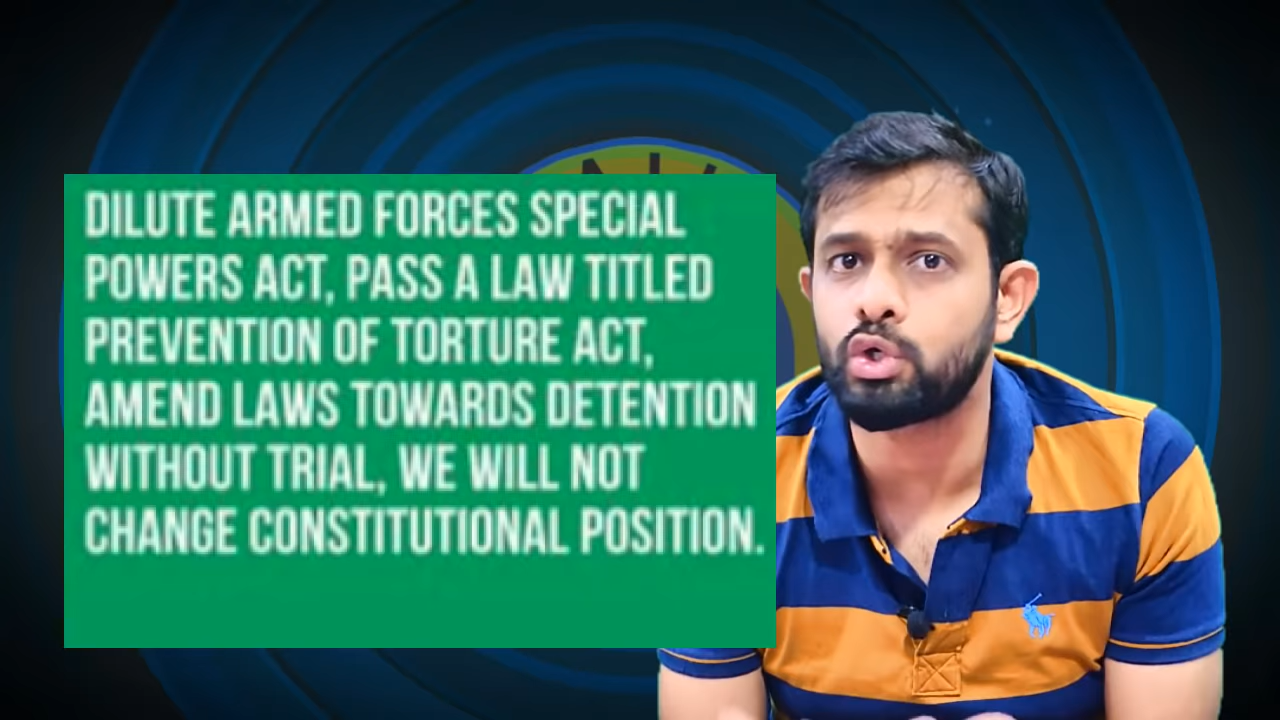 DILUTE ARMED FORCES SPECIAL
POWERS ACT, PASS A LAW TITLED
PREVENTION OF TORTURE ACT,
AMEND LAWS TOWARDS DETENTION
WITHOUT TRIAL, WE WILL NOT
CHANGE CONSTITUTIONAL POSITION.